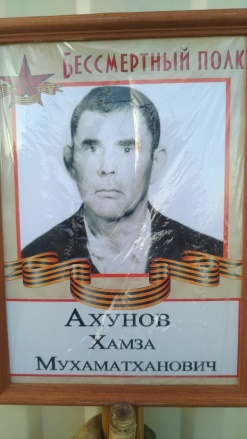 Бессмертный полк
Ахунов
Хамза
Мухаматханович